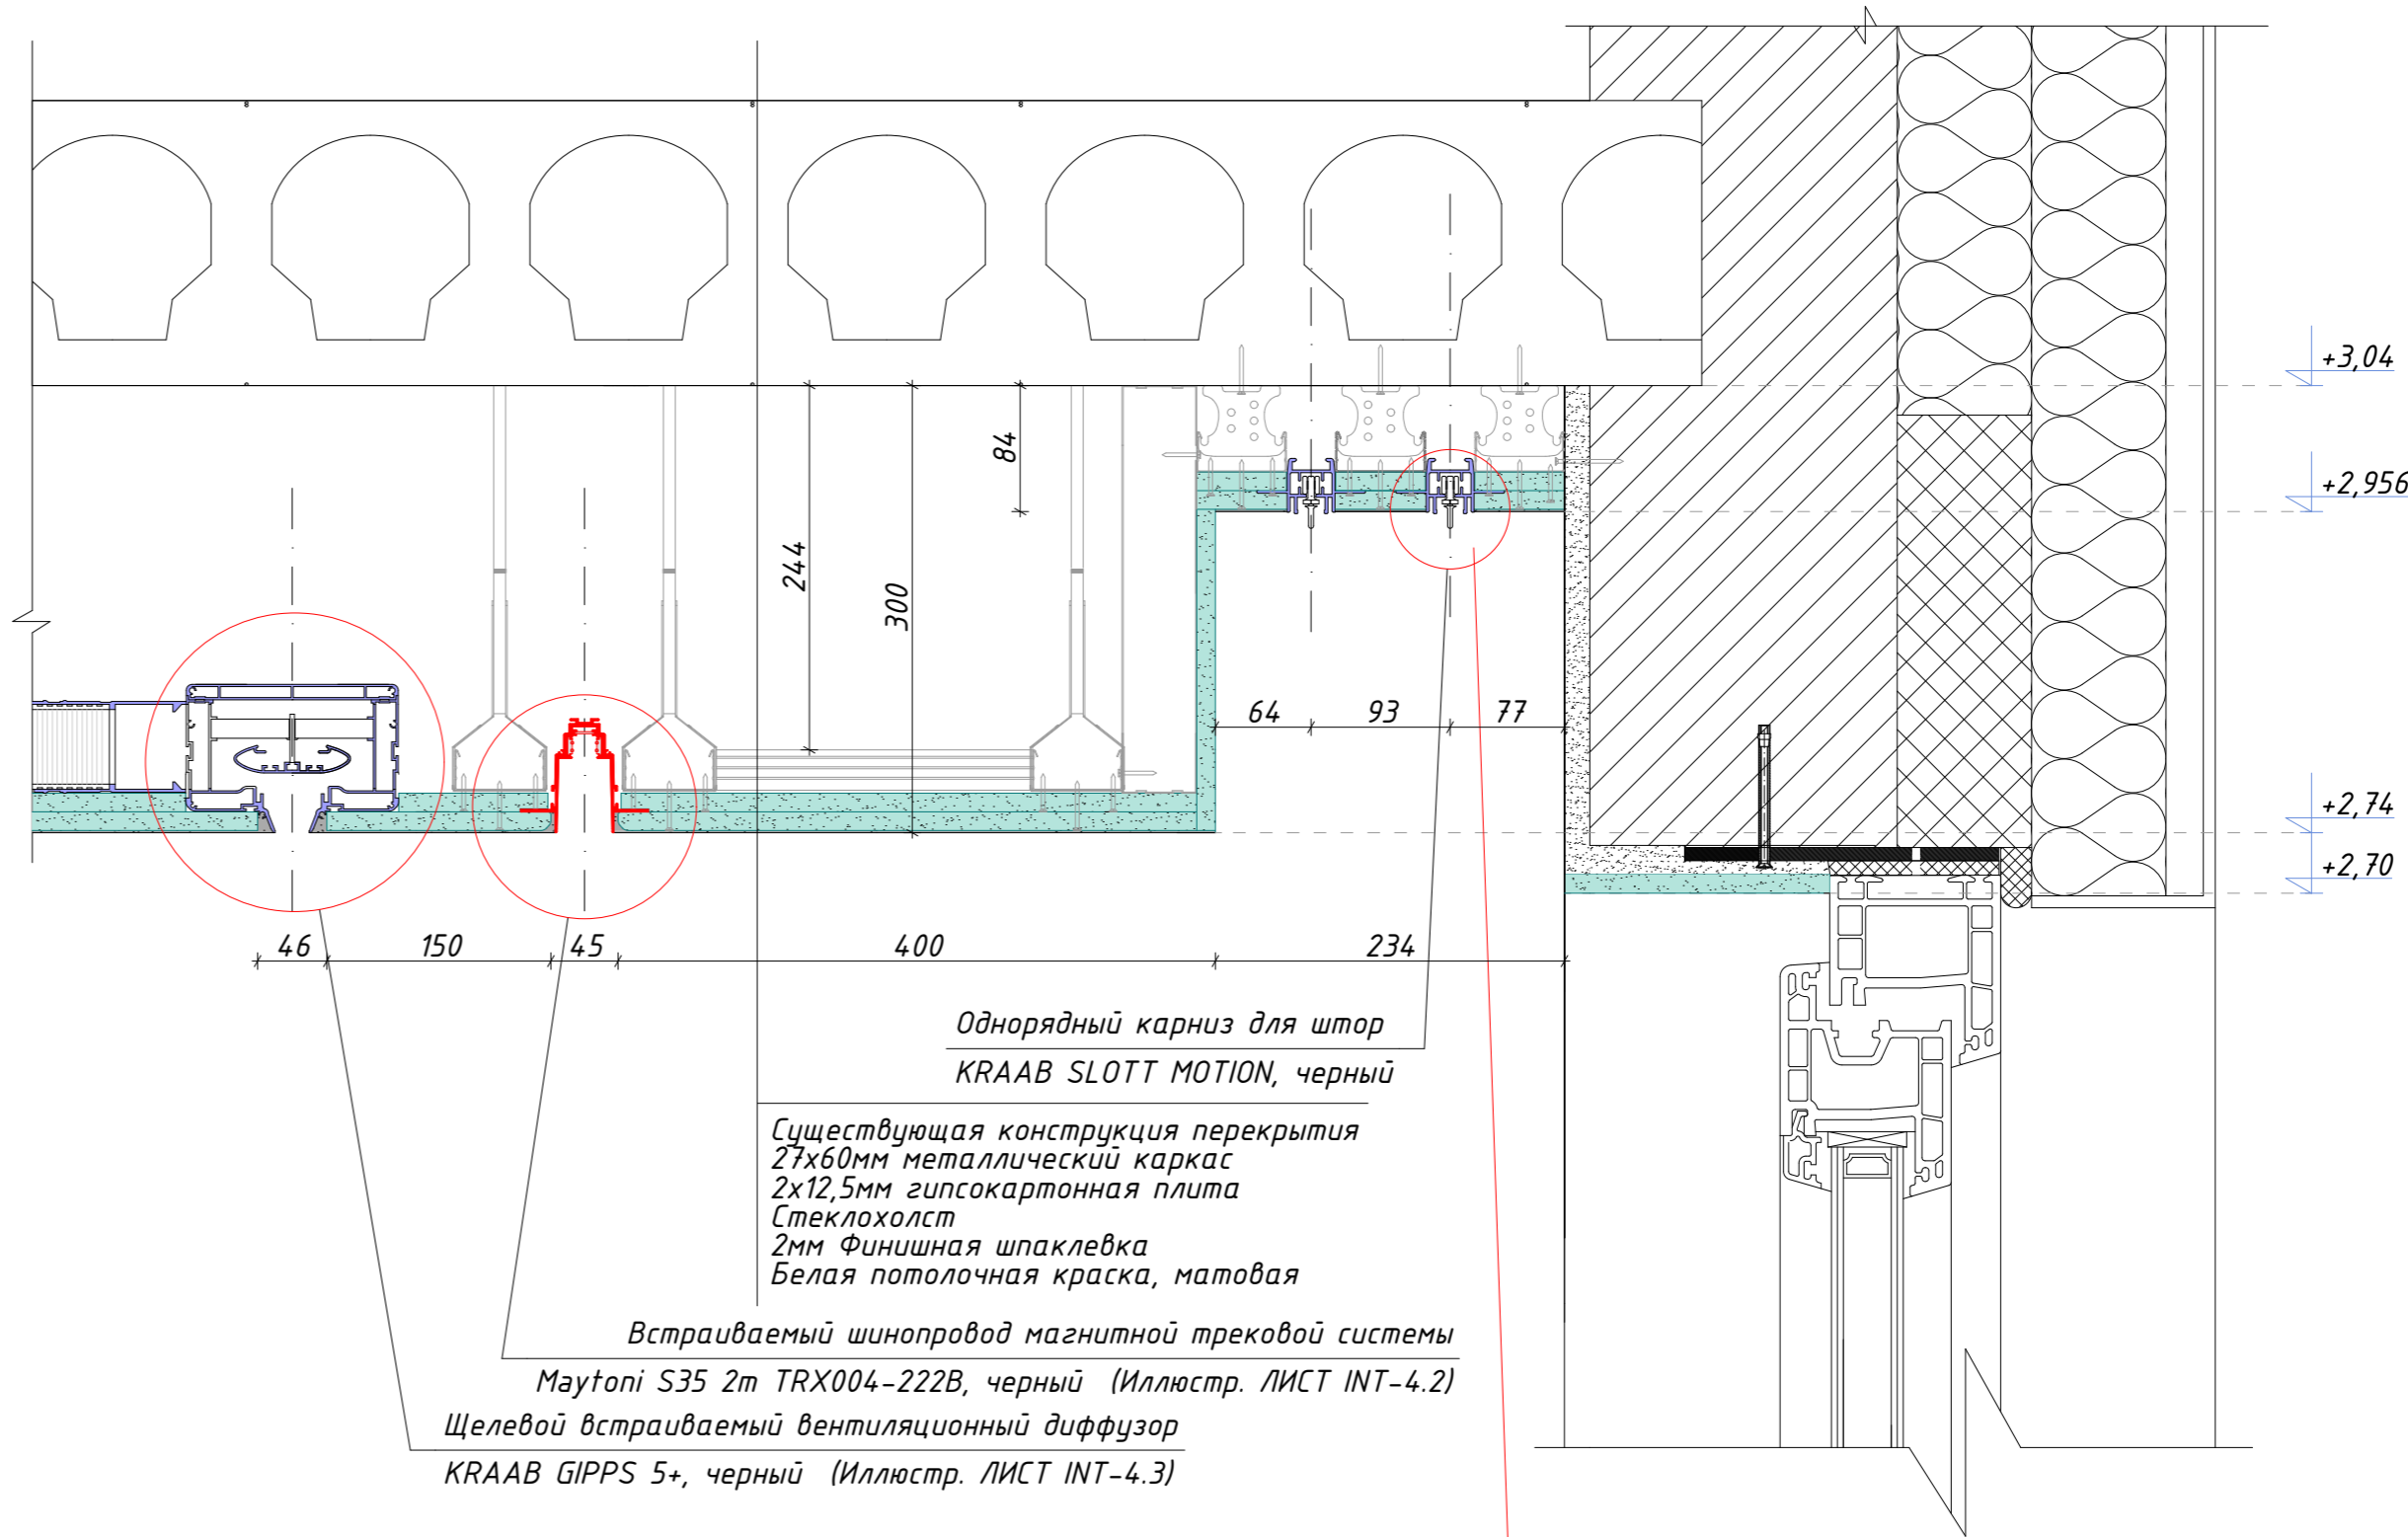 +3,04
84
+2,956
244
300
64
93
77
+2,74
+2,70
46
150
45
400
234
Однорядный карниз для штор
KRAAB SLOTT MOTION, черный
Существующая конструкция перекрытия
27х60мм металлический каркас
2х12,5мм гипсокартонная плита
Стеклохолст
2мм Финишная шпаклевка
Белая потолочная краска, матовая
Встраиваемый шинопровод магнитной трековой системы
Maytoni S35 2m TRX004-222B, черный (Иллюстр. ЛИСТ INT-4.2)
Щелевой встраиваемый вентиляционный диффузор
KRAAB GIPPS 5+, черный (Иллюстр. ЛИСТ INT-4.3)